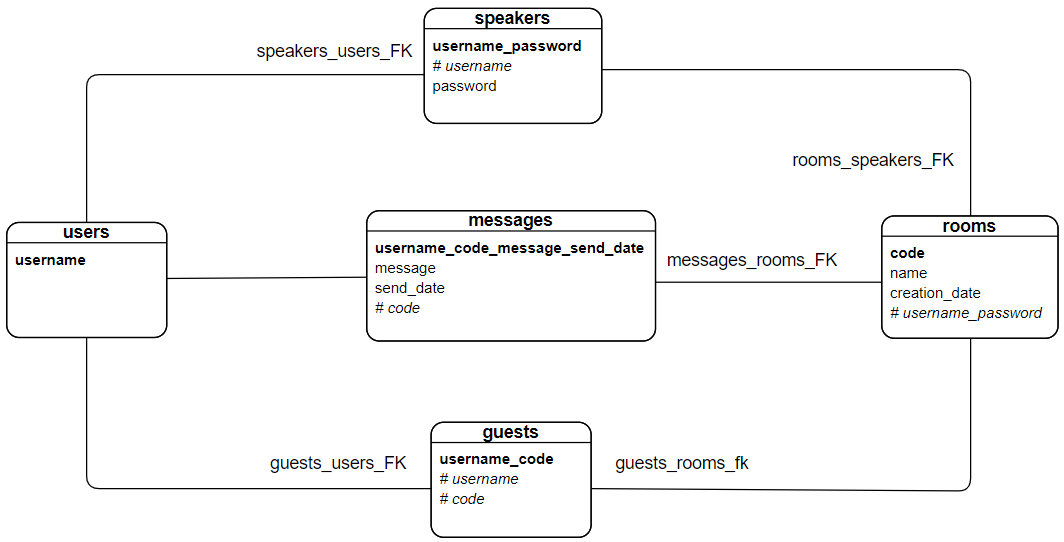 speakers
username_password
# username
password
speakers_users_FK
rooms_speakers_FK
users
username
messages
username_code_message_send_date
message
send_date
# code
messages_rooms_FK
rooms
code
name
creation_date
# username_password
guests
username_code
# username
# code
guests_users_FK
guests_rooms_fk